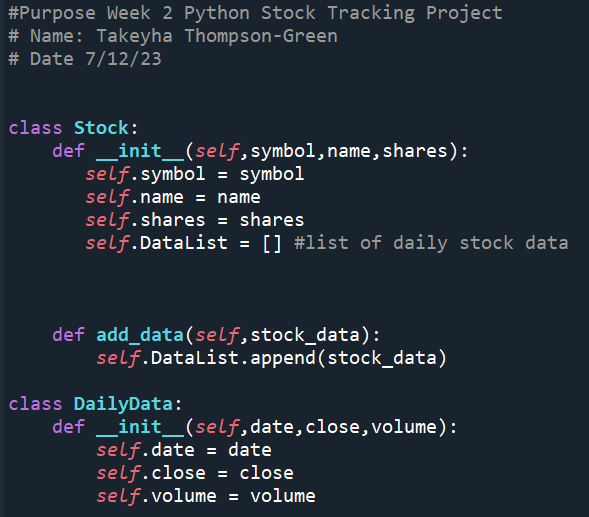 #Purpose Week 2 Python Stock Tracking Project
# Name: Takeyha Thompson-Green
# Date 7/12/23
class Stock:
    def __init__(self,symbol,name,shares):
       self.symbol = symbol
       self.name = name
       self.shares = shares
       self.DataList = [] #list of daily stock data
    def add_data(self,stock_data):
        self.DataList.append(stock_data)
class DailyData:
    def __init__(self,date,close,volume):
        self.date = date
        self.close = close
        self.volume = volume